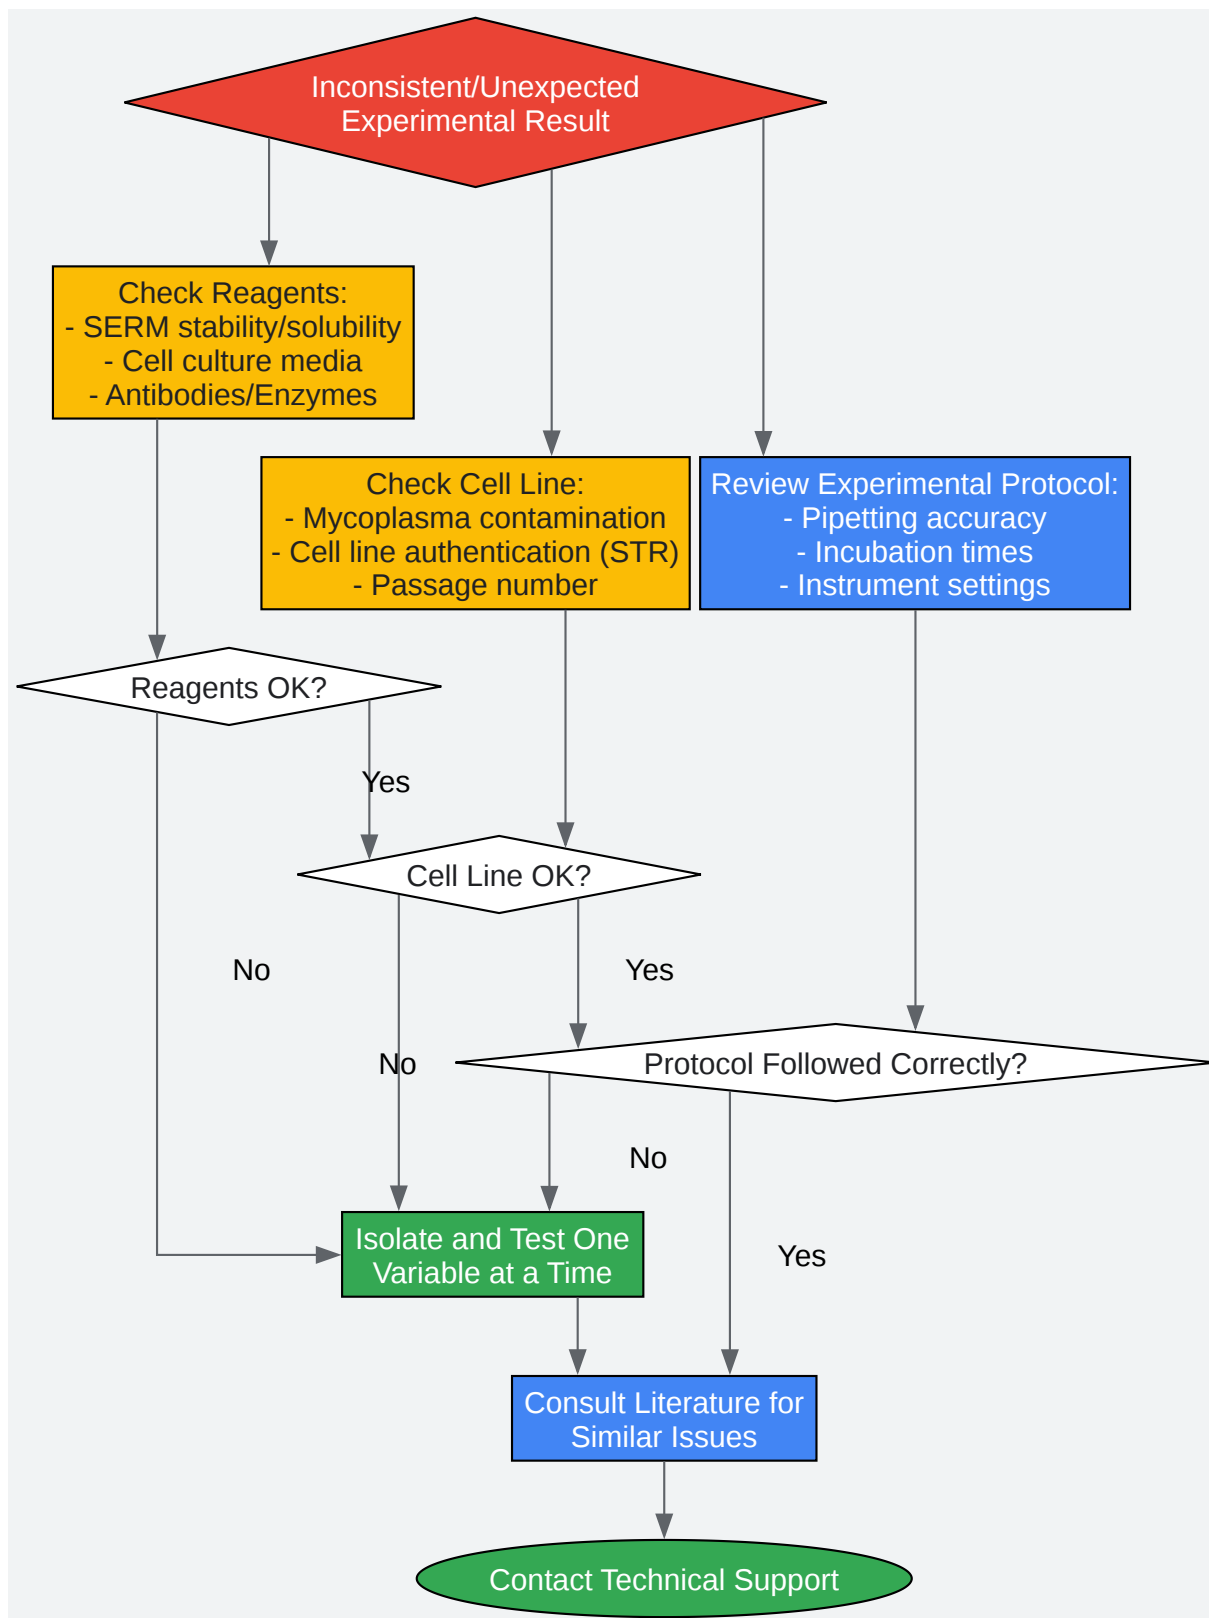 Inconsistent/Unexpected
Experimental Result
Check Reagents:
- SERM stability/solubility
- Cell culture media
- Antibodies/Enzymes
Check Cell Line:
- Mycoplasma contamination
- Cell line authentication (STR)
- Passage number
Review Experimental Protocol:
- Pipetting accuracy
- Incubation times
- Instrument settings
Reagents OK?
Yes
Cell Line OK?
No
Yes
No
Protocol Followed Correctly?
No
Isolate and Test One
Variable at a Time
Yes
Consult Literature for
Similar Issues
Contact Technical Support